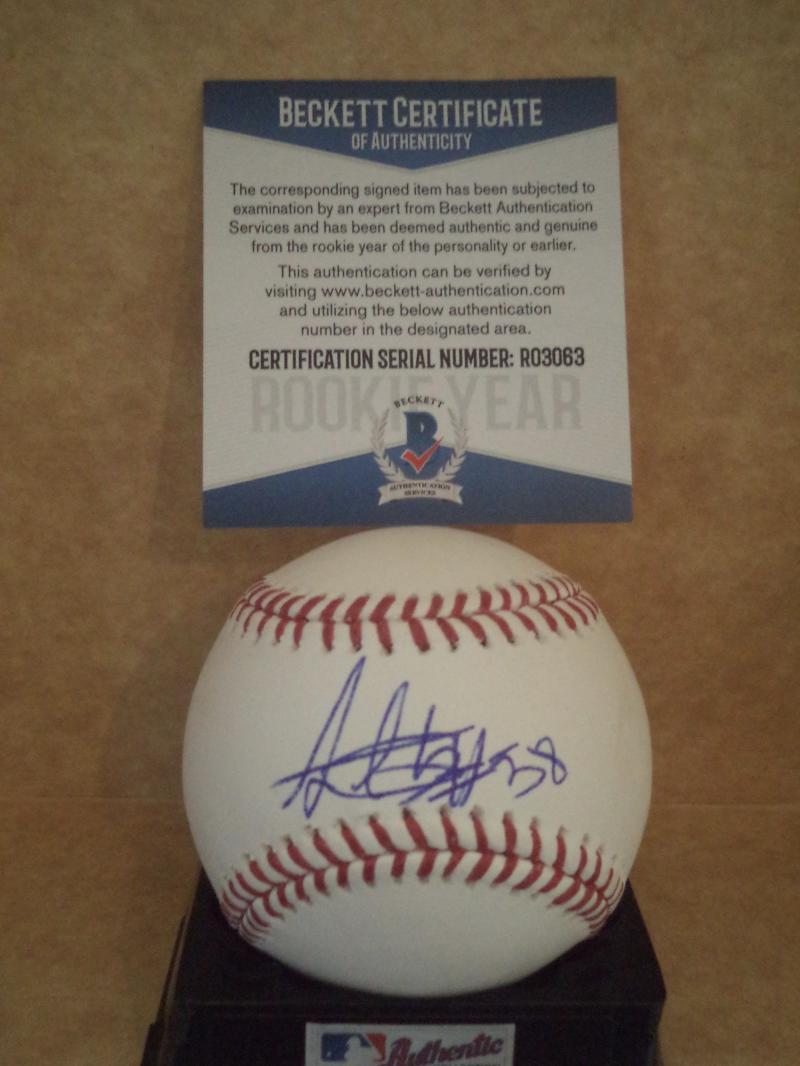 BECKETT CERTIFICATE
OF AUTHENTICITY
The corresponding signed item has been subjected to
examination by an expert from Beckett Authentication
Services and has been deemed authentic and genuine
from the rookie year of the personality or earlier.
This authentication can be verified by
visiting www.beckett-authentication.com
and utilizing the below authentication
number in the designated area.
CERTIFICATION SERIAL NUMBER: R03063
ROOKIE YEAR
BECKETT
B
AUTHENTICATION
SERVICES
58
Authentic